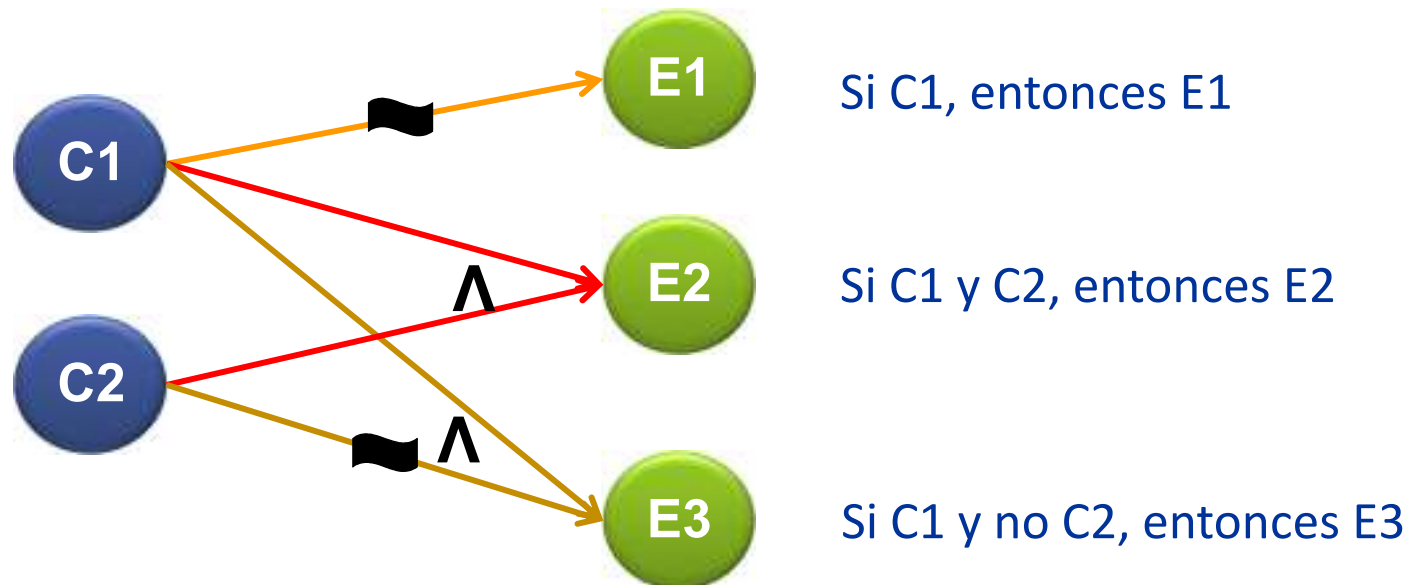 E1
Si C1, entonces E1
C1
E2
Si C1 y C2, entonces E2
Λ
C2
Λ
E3
Si C1 y no C2, entonces E3